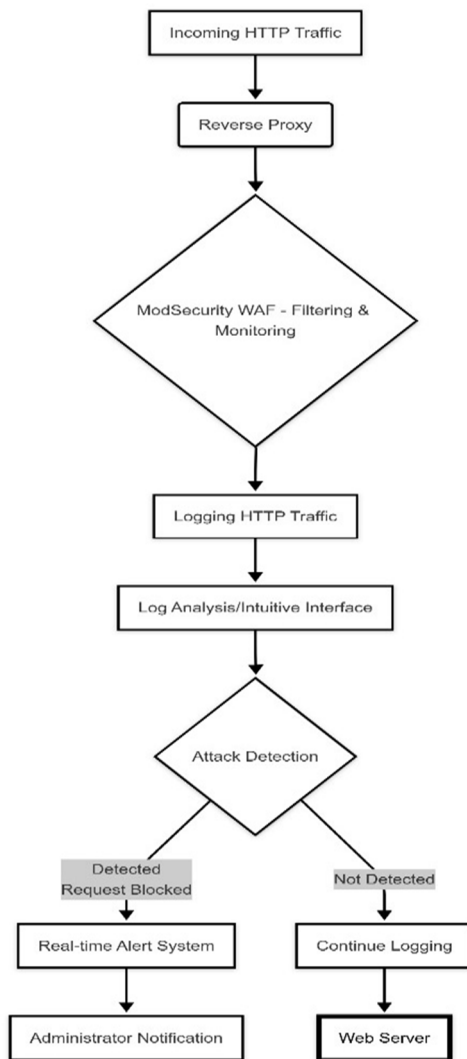 Incoming HTTP Traffic
Reverse Proxy
ModSecurity WAF - Filtering &
Monitoring
Logging HTTP Traffic
Log Analysis/Intuitive Interface
Attack Detection
Detected
Request Blocked
Not Detected
Real-time Alert System
Continue Logging
Administrator Notification
Web Server